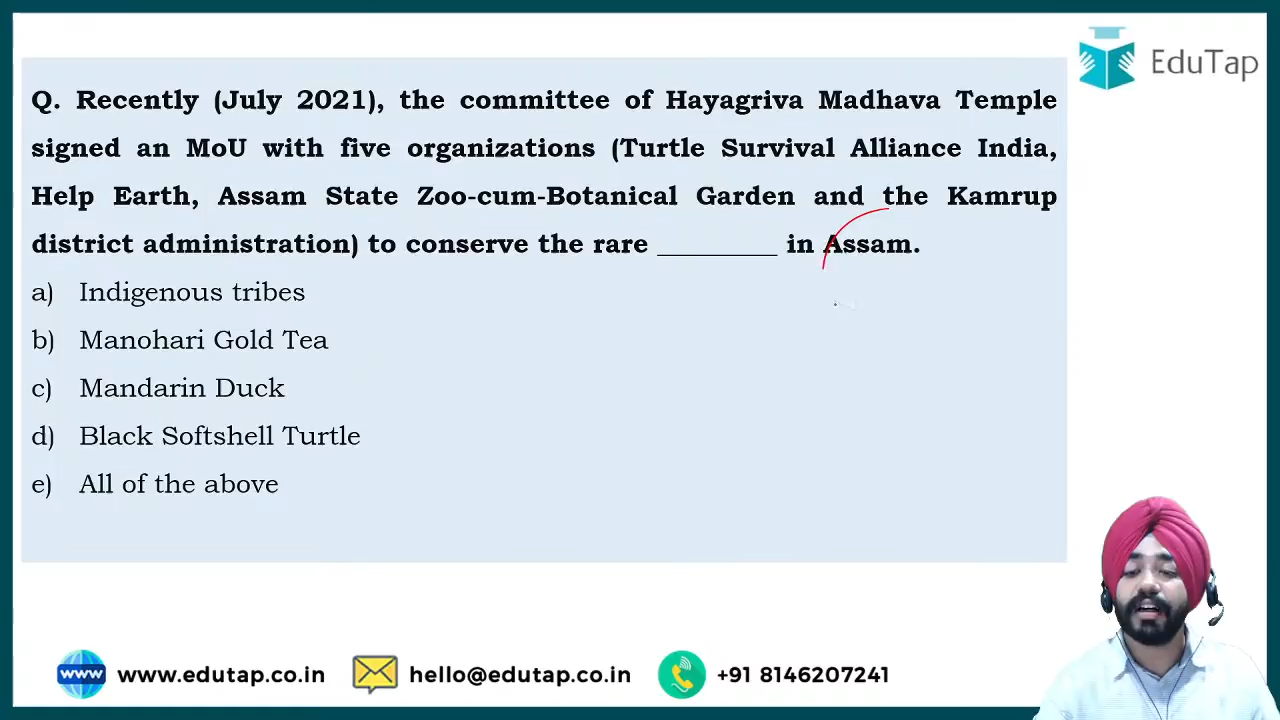 EduTap
Q. Recently (July 2021), the committee of Hayagriva Madhava Temple
signed an MoU with five organizations (Turtle Survival Alliance India,
Help Earth, Assam State Zoo-cum-Botanical Garden and the Kamrup
district administration) to conserve the rare _________ in Assam.
a) Indigenous tribes
b) Manohari Gold Tea
c) Mandarin Duck
d) Black Softshell Turtle
e) All of the above
www www.edutap.co.in hello@edutap.co.in +91 8146207241